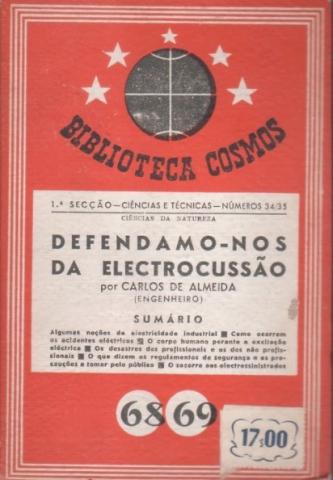 BIBLIOTECA COSMOS
1.ª SECÇÃO—CIÊNCIAS E TÉCNICAS—NÚMEROS 34/35
CIÊNCIAS DA NATUREZA
DEFENDAMO-NOS
DA ELECTROCUSSÃO
por CARLOS DE ALMEIDA
(ENGENHEIRO)
SUMÁRIO
Algumas noções de electricidade industrial ■ Como ocorrem
os acidentes eléctricos ■ O corpo humano perante a excitação
eléctrica ■ Os desastres dos profissionais e os dos não profis-
sionais ■ O que dizem os regulamentos de segurança e as pre-
cauções a tomar pelo público ■ O socorro aos electrossinistrados
68 69
17$00